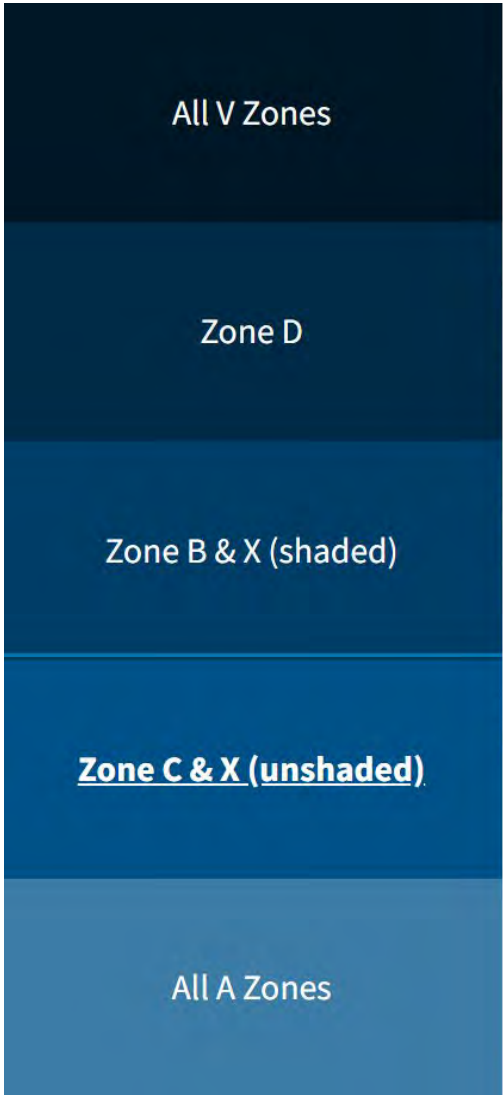 All V Zones
Zone D
Zone B & X (shaded)
Zone C & X (unshaded)
All A Zones